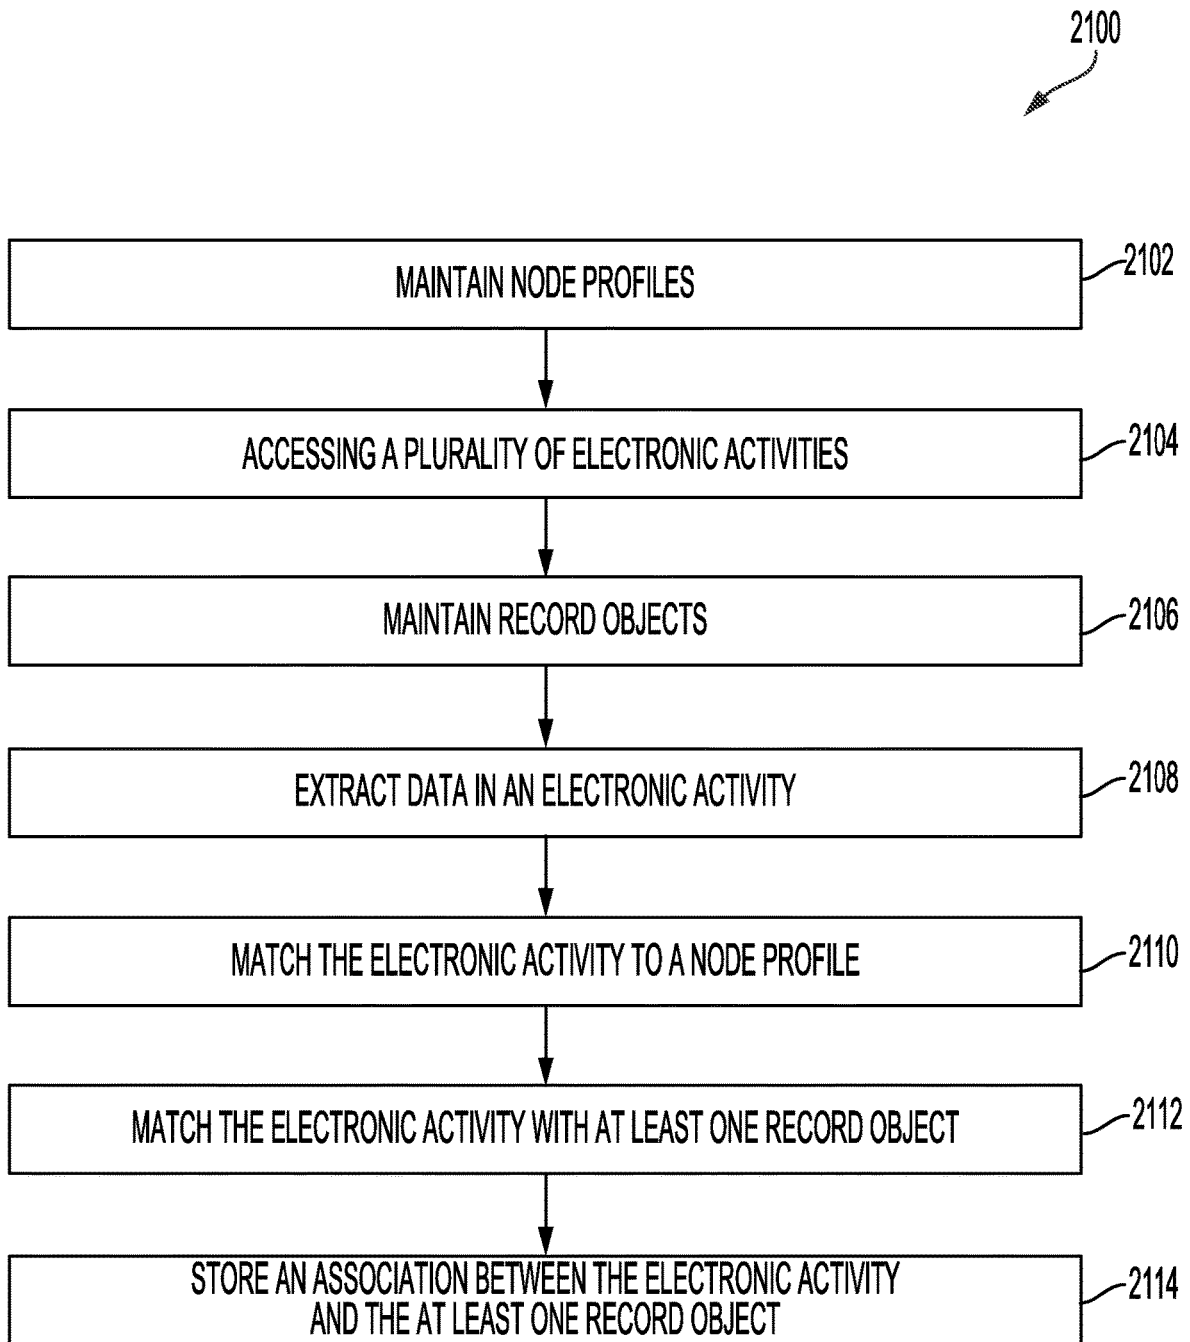 2100
MAINTAIN NODE PROFILES
2102
ACCESSING A PLURALITY OF ELECTRONIC ACTIVITIES
2104
MAINTAIN RECORD OBJECTS
2106
EXTRACT DATA IN AN ELECTRONIC ACTIVITY
2108
MATCH THE ELECTRONIC ACTIVITY TO A NODE PROFILE
2110
MATCH THE ELECTRONIC ACTIVITY WITH AT LEAST ONE RECORD OBJECT
2112
STORE AN ASSOCIATION BETWEEN THE ELECTRONIC ACTIVITY
AND THE AT LEAST ONE RECORD OBJECT
2114